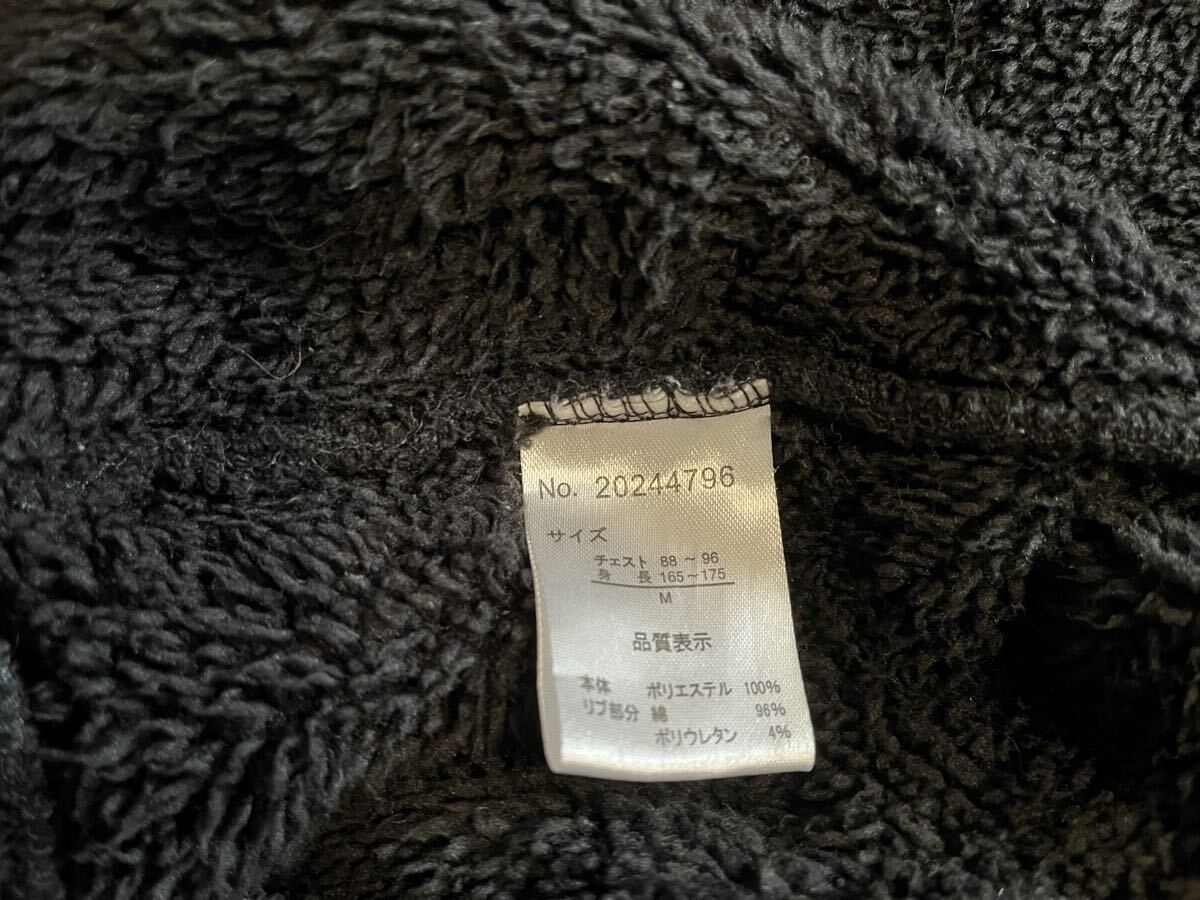 No. 20244796
サイズ
チェスト 88 ~ 96
身 長 165~175
M
品質表示
本体 ポリエステル 100%
リブ部分 綿 96%
ポリウレタン 4%